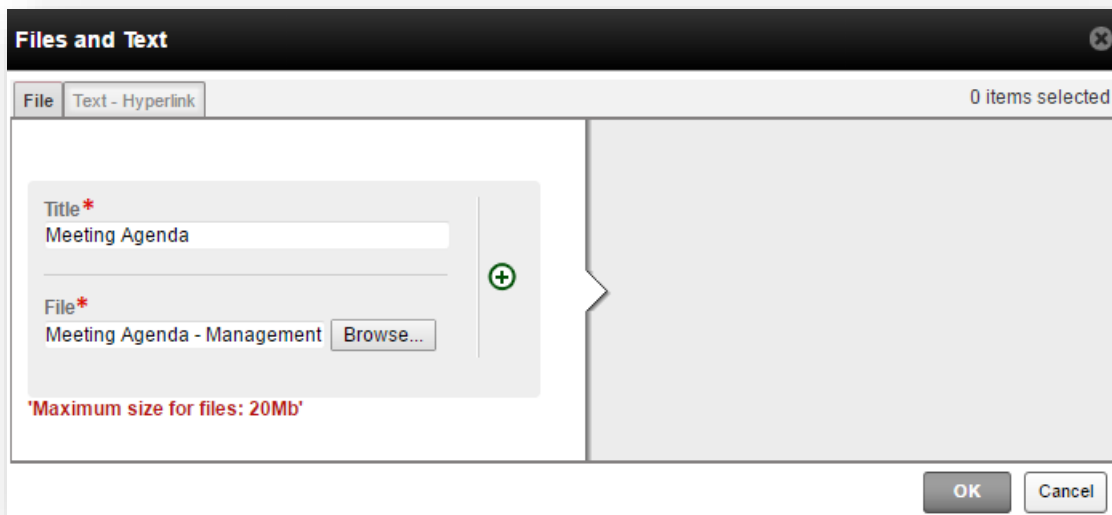 Files and Text
File
Text - Hyperlink
0 items selected
Title*
Meeting Agenda
File*
Meeting Agenda - Management
Browse...
'Maximum size for files: 20Mb'
OK
Cancel